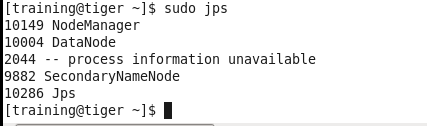 [training@tiger ~]$ sudo jps
10149 NodeManager
10004 DataNode
2044 -- process information unavailable
9882 SecondaryNameNode
10286 Jps
[training@tiger ~]$